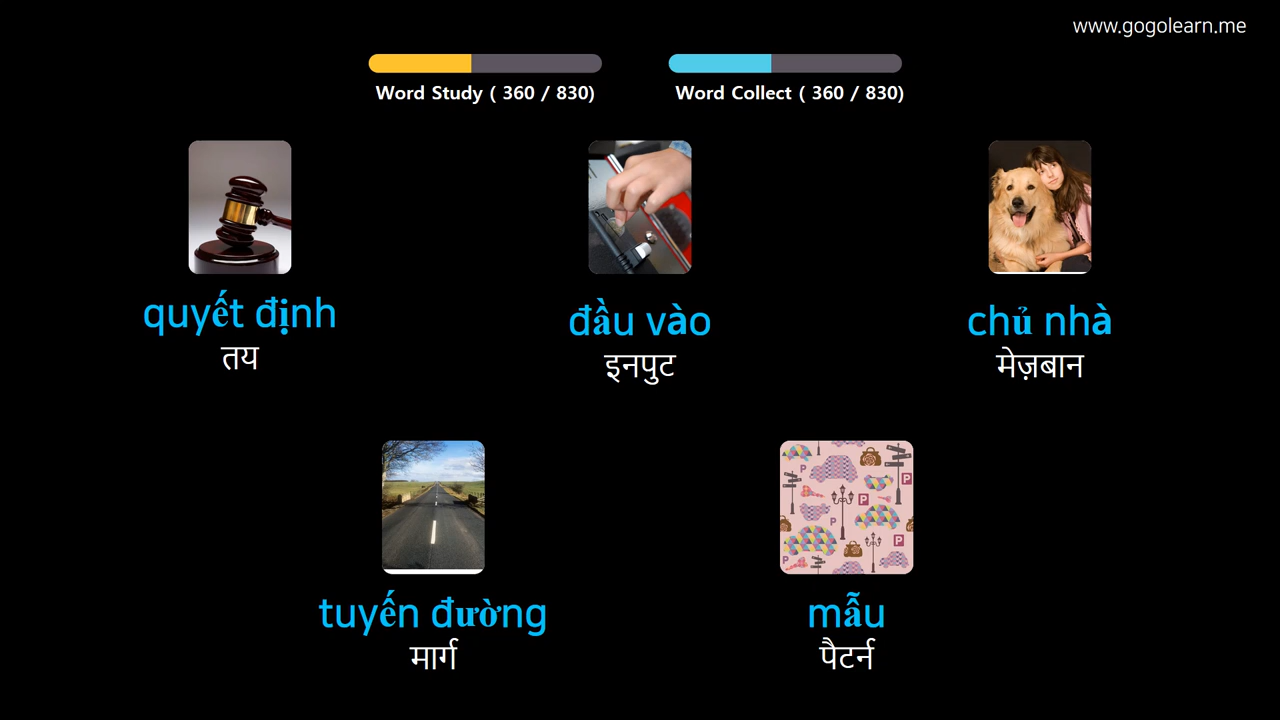 www.gogolearn.me
Word Study ( 360 / 830)
Word Collect ( 360 / 830)
quyết định
तय
đầu vào
इनपुट
chủ nhà
मेज़बान
tuyến đường
मार्ग
mẫu
पैटर्न